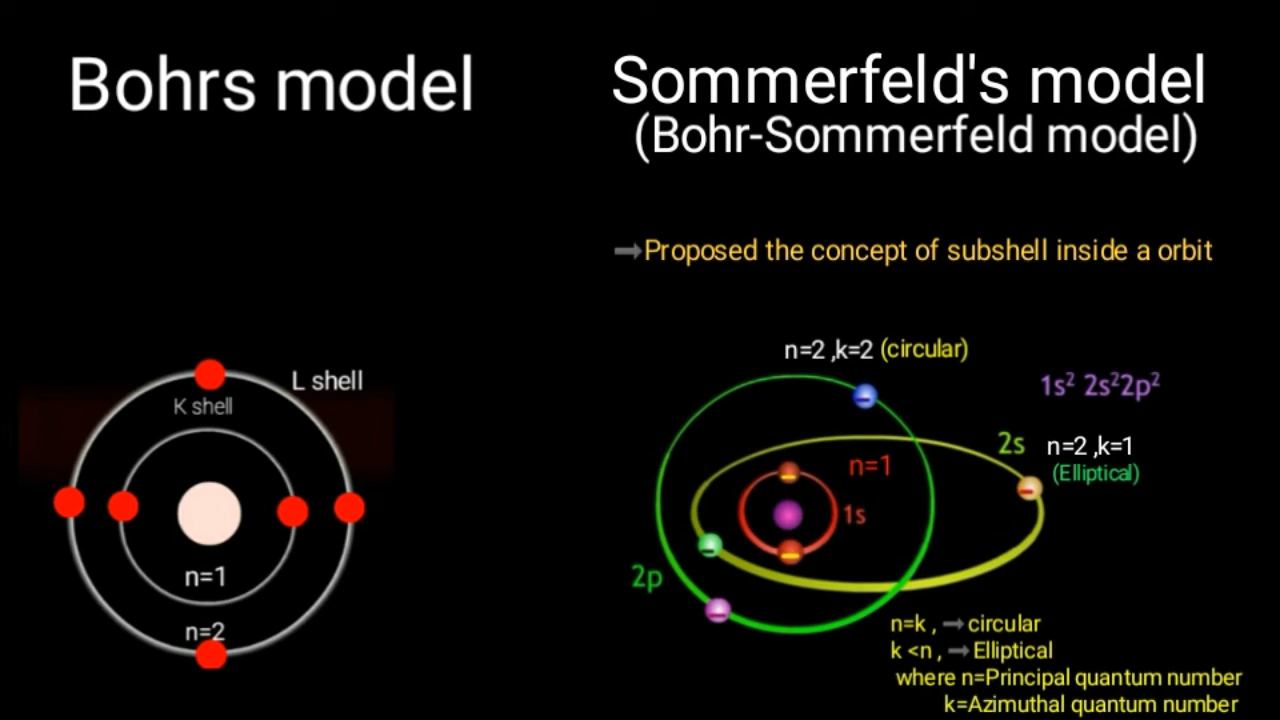 Bohrs model
Sommerfeld's model
(Bohr-Sommerfeld model)
➡Proposed the concept of subshell inside a orbit
L shell
K shell
n=1
n=2
n=2 ,k=2 (circular)
1s² 2s²2p²
2s n=2 ,k=1
(Elliptical)
n=1
1s
2p
n=k , ➡circular
k <n , ➡Elliptical
where n=Principal quantum number
k=Azimuthal quantum number